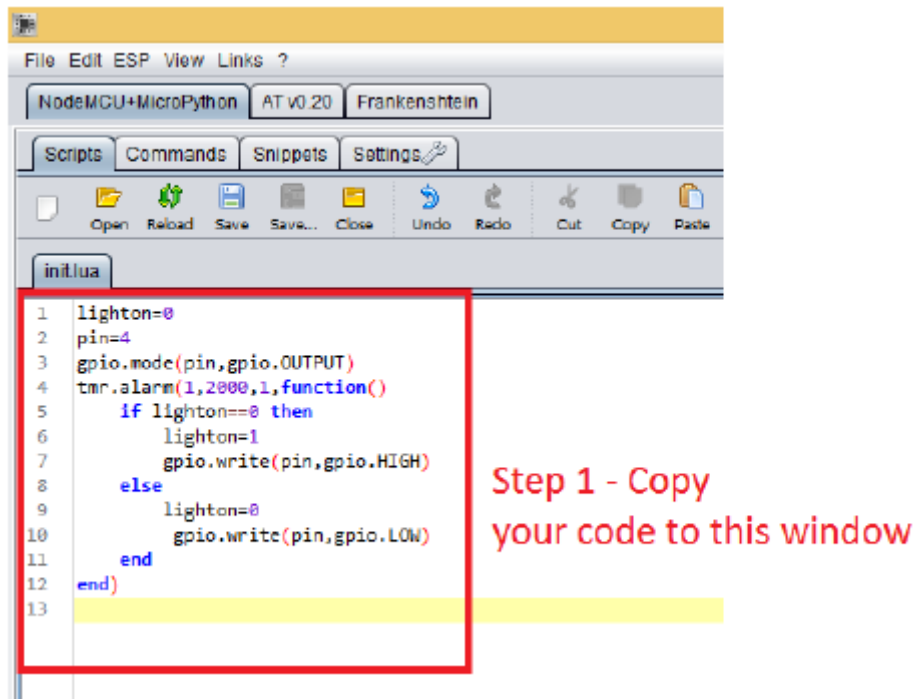 File Edit ESP View Links ?
NodeMCU+MicroPython AT v0.20 Frankenshtein
Scripts Commands Snippets Settings
Open Reload Save Save... Close Undo Redo Cut Copy Paste
init.lua
1 lighton=0
2 pin=4
3 gpio.mode(pin,gpio.OUTPUT)
4 tmr.alarm(1,2000,1,function()
5 if lighton==0 then
6 lighton=1
7 gpio.write(pin,gpio.HIGH)
8 else
9 lighton=0
10 gpio.write(pin,gpio.LOW)
11 end
12 end)
13
Step 1 - Copy
your code to this window